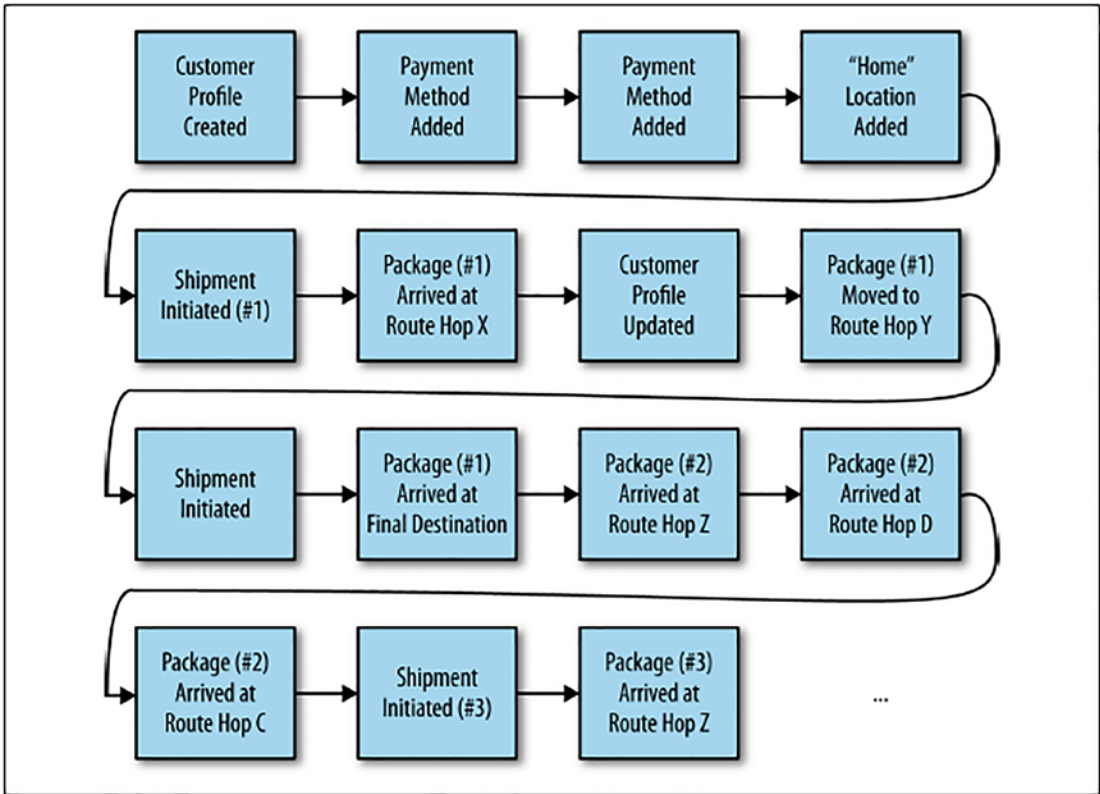 Customer
Profile
Created
Payment
Method
Added
Payment
Method
Added
“Home”
Location
Added
Shipment
Initiated (#1)
Package (#1)
Arrived at
Route Hop X
Customer
Profile
Updated
Package (#1)
Moved to
Route Hop Y
Shipment
Initiated
Package (#1)
Arrived at
Final Destination
Package (#2)
Arrived at
Route Hop Z
Package (#2)
Arrived at
Route Hop D
Package (#2)
Arrived at
Route Hop C
Shipment
Initiated (#3)
Package (#3)
Arrived at
Route Hop Z
...